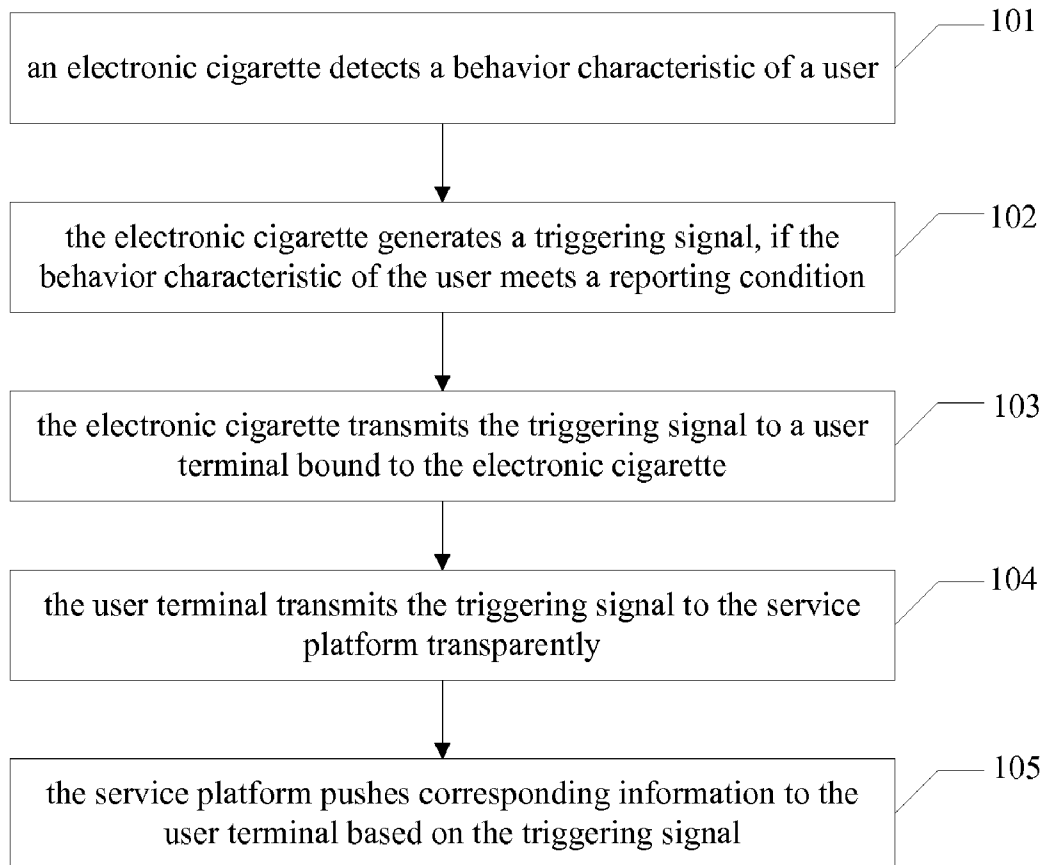 101
an electronic cigarette detects a behavior characteristic of a user
102
the electronic cigarette generates a triggering signal, if the
behavior characteristic of the user meets a reporting condition
103
the electronic cigarette transmits the triggering signal to a user
terminal bound to the electronic cigarette
104
the user terminal transmits the triggering signal to the service
platform transparently
105
the service platform pushes corresponding information to the
user terminal based on the triggering signal